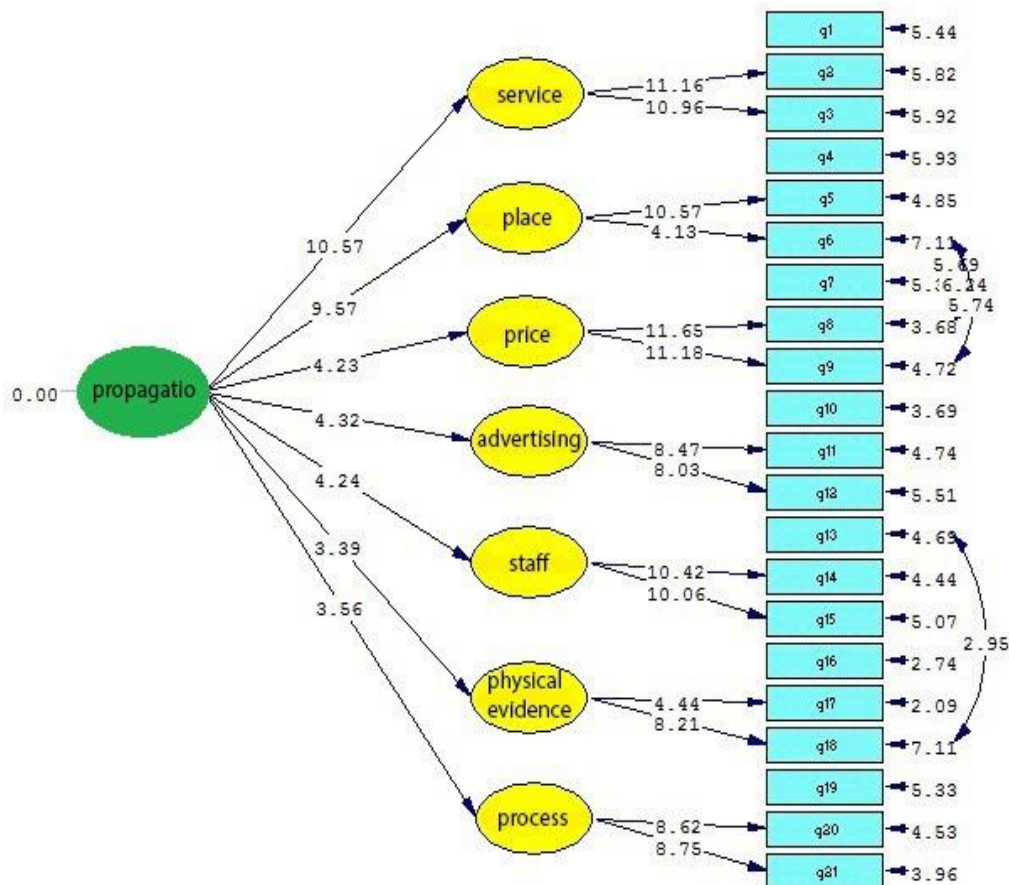 q1
5.44
q2
5.82
service
11.16
10.96
q3
5.92
q4
5.93
q5
4.85
place
10.57
4.13
q6
7.11
10.57
5.69
q7
9.57
5.74
price
11.65
11.18
q8
3.68
q9
4.72
4.23
0.00
propagatio
q10
3.69
4.32
advertising
8.47
8.03
q11
4.74
q12
5.51
4.24
q13
4.69
3.39
staff
10.42
10.06
q14
4.44
3.56
q15
5.07
2.95
q16
2.74
physical
evidence
4.44
8.21
q17
2.09
q18
7.11
q19
5.33
process
8.62
8.75
q20
4.53
q21
3.96